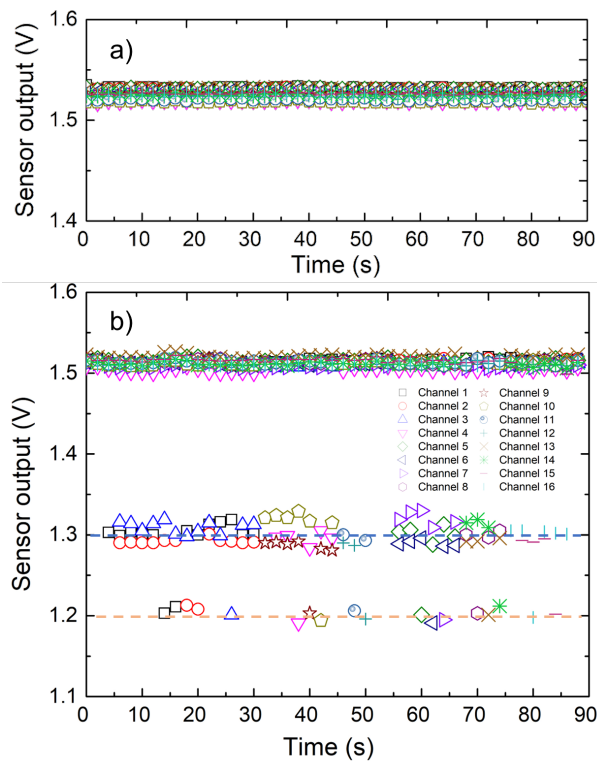 a)
Sensor output (V)
1.6
1.5
1.4
0 10 20 30 40 50 60 70 80 90
Time (s)
b)
Sensor output (V)
1.6
1.5
1.4
1.3
1.2
1.1
Channel 1 Channel 9
Channel 2 Channel 10
Channel 3 Channel 11
Channel 4 Channel 12
Channel 5 Channel 13
Channel 6 Channel 14
Channel 7 Channel 15
Channel 8 Channel 16
0 10 20 30 40 50 60 70 80 90
Time (s)